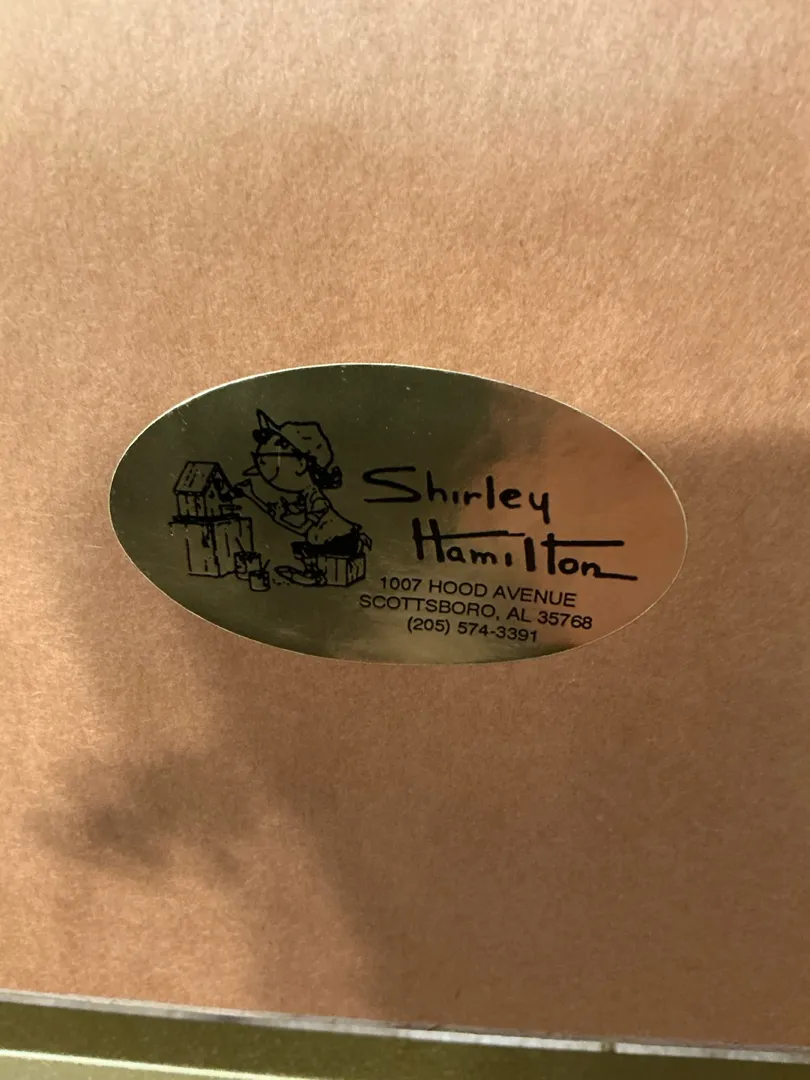 Shirley
Hamilton
1007 HOOD AVENUE
SCOTTSBORO, AL 35768
(205) 574-3391